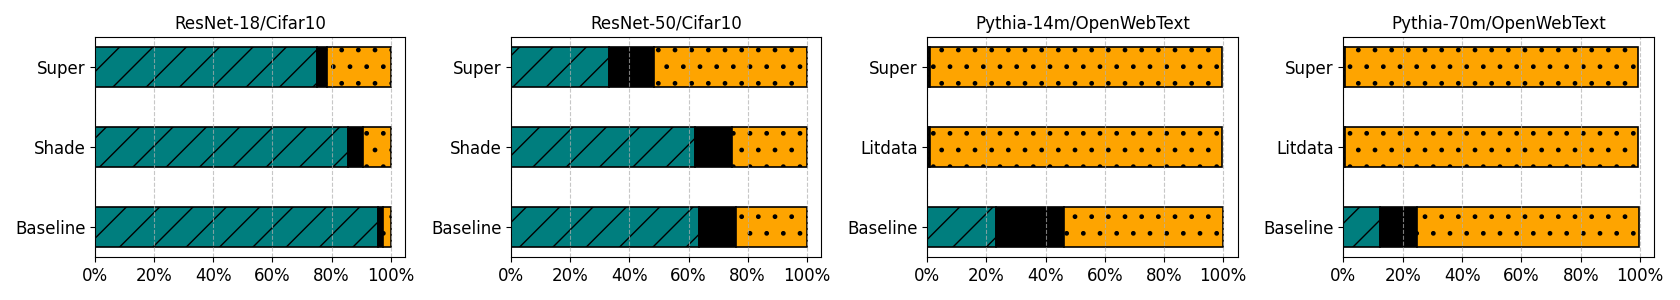 ResNet-18/Cifar10
Super
Shade
Baseline
0% 20% 40% 60% 80% 100%
ResNet-50/Cifar10
Super
Shade
Baseline
0% 20% 40% 60% 80% 100%
Pythia-14m/OpenWebText
Super
Litdata
Baseline
0% 20% 40% 60% 80% 100%
Pythia-70m/OpenWebText
Super
Litdata
Baseline
0% 20% 40% 60% 80% 100%